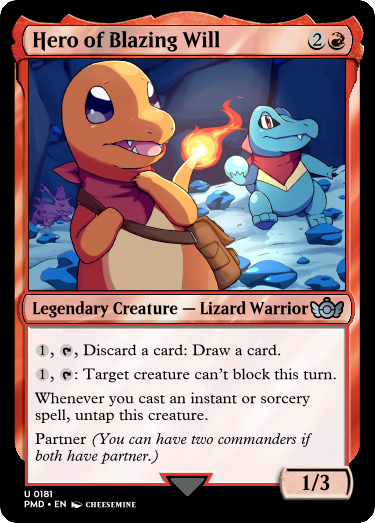 Hero of Blazing Will 2
Legendary Creature — Lizard Warrior
1, , Discard a card: Draw a card.
1, : Target creature can't block this turn.
Whenever you cast an instant or sorcery
spell, untap this creature.
Partner (You can have two commanders if
both have partner.)
1/3
U 0181
PMD • EN CHEESEMINE